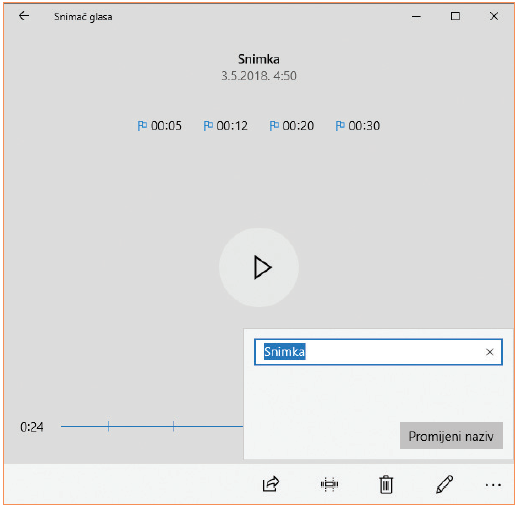 Snimač glasa
Snimka
3.5.2018. 4:50
00:05 00:12 00:20 00:30
Snimka
0:24
Promijeni naziv